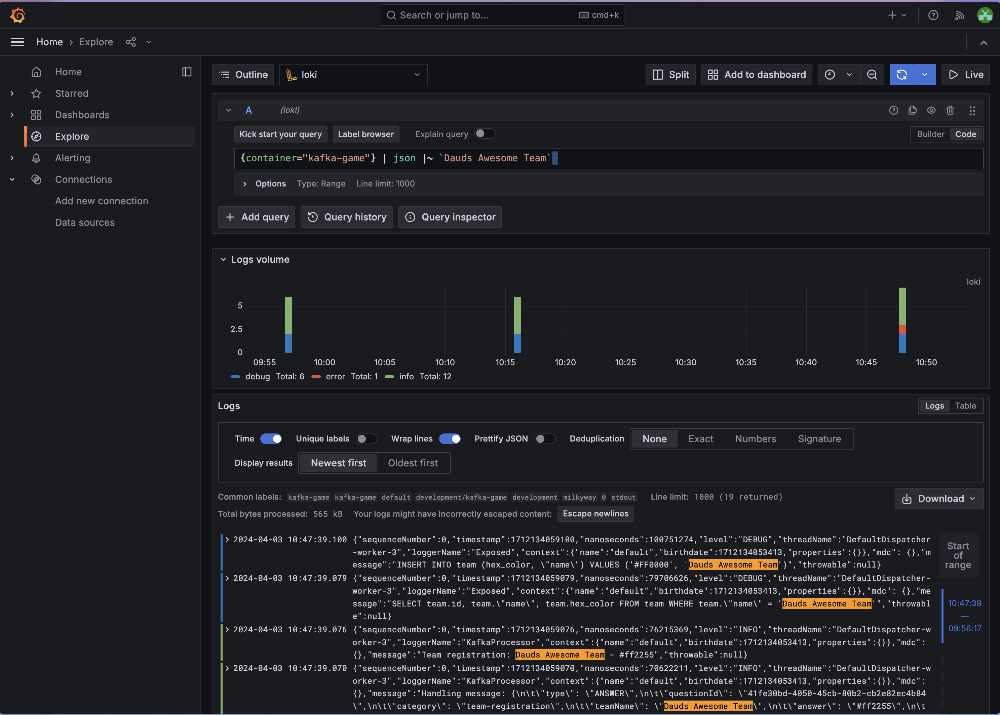 Search or jump to... cmd+k
Home › Explore
Home
Starred
Dashboards
Explore
Alerting
Connections
Add new connection
Data sources
Outline loki Split Add to dashboard Live
A (loki)
Kick start your query Label browser Explain query Builder Code
{container="kafka-game"} | json |~ `Dauds Awesome Team`
Options Type: Range Line limit: 1000
Add query Query history Query inspector
Logs volume
loki
5
2.5
0
09:55 10:00 10:05 10:10 10:15 10:20 10:25 10:30 10:35 10:40 10:45 10:50
debug Total: 6 error Total: 1 info Total: 12
Logs Logs Table
Time Unique labels Wrap lines Prettify JSON Deduplication None Exact Numbers Signature
Display results Newest first Oldest first
Common labels: kafka-game kafka-game default development/kafka-game development milkyway 0 stdout Line limit: 1000 (19 returned) Download
Total bytes processed: 565 kB Your logs might have incorrectly escaped content: Escape newlines
2024-04-03 10:47:39.100 {"sequenceNumber":0,"timestamp":1712134059100,"nanoseconds":100751274,"level":"DEBUG","threadName":"DefaultDispatcher
-worker-3","loggerName":"Exposed","context":{"name":"default","birthdate":1712134053413,"properties":{}},"mdc": {},"m
essage":"INSERT INTO team (hex_color, \"name\") VALUES ('#FF0000', 'Dauds Awesome Team')","throwable":null}
2024-04-03 10:47:39.079 {"sequenceNumber":0,"timestamp":1712134059079,"nanoseconds":79706626,"level":"DEBUG","threadName":"DefaultDispatcher-
worker-3","loggerName":"Exposed","context":{"name":"default","birthdate":1712134053413,"properties":{}},"mdc": {},"me
ssage":"SELECT team.id, team.\"name\", team.hex_color FROM team WHERE team.\"name\" = 'Dauds Awesome Team'","throwabl
e":null}
2024-04-03 10:47:39.076 {"sequenceNumber":0,"timestamp":1712134059076,"nanoseconds":76215369,"level":"INFO","threadName":"DefaultDispatcher-w
orker-3","loggerName":"KafkaProcessor","context":{"name":"default","birthdate":1712134053413,"properties":{}},"mdc":
{},"message":"Team registration: Dauds Awesome Team - #ff2255","throwable":null}
2024-04-03 10:47:39.070 {"sequenceNumber":0,"timestamp":1712134059070,"nanoseconds":70622211,"level":"INFO","threadName":"DefaultDispatcher-w
orker-3","loggerName":"KafkaProcessor","context":{"name":"default","birthdate":1712134053413,"properties":{}},"mdc":
{},"message":"Handling message: {\n\t\"type\": \"ANSWER\",\n\t\"questionId\": \"41fe30bd-4050-45cb-80b2-cb2e82ec4b84
\",\n\t\"category\": \"team-registration\",\n\t\"teamName\": \"Dauds Awesome Team\",\n\t\"answer\": \"#ff2255\",\n\t
Start
of
range
10:47:39
—
09:56:17